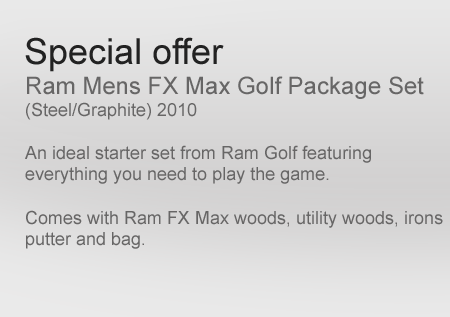 Special offer
Ram Mens FX Max Golf Package Set
(Steel/Graphite) 2010
An ideal starter set from Ram Golf featuring
everything you need to play the game.
Comes with Ram FX Max woods, utility woods, irons
putter and bag.